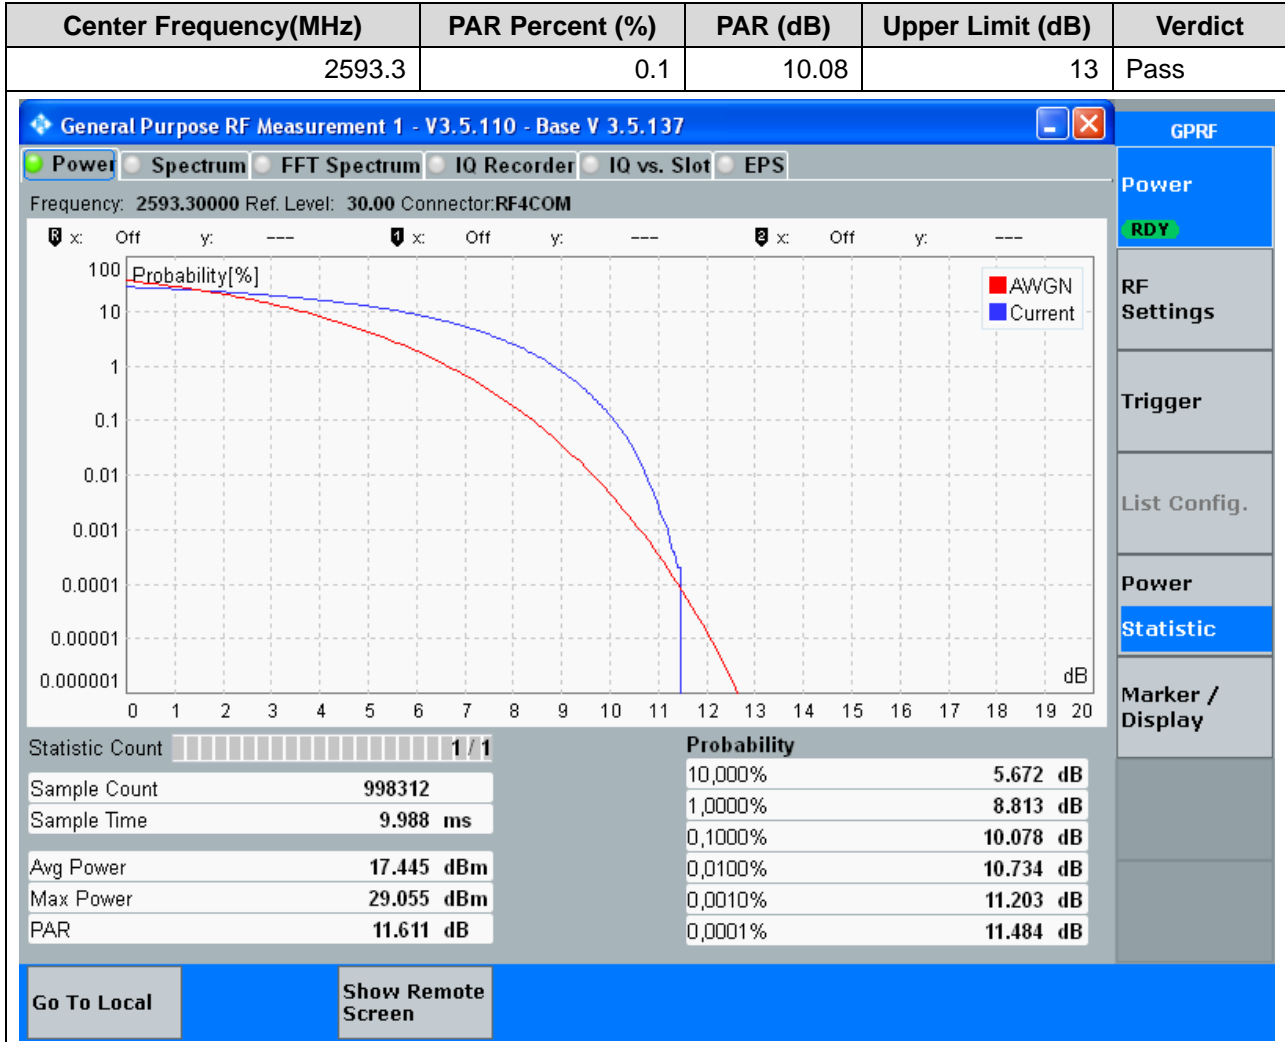 Center Frequency(MHz) PAR Percent (%) PAR (dB) Upper Limit (dB) Verdict
2593.3 0.1 10.08 13 Pass
General Purpose RF Measurement 1 - V3.5.110 - Base V 3.5.137
GPRF
Power Spectrum FFT Spectrum IQ Recorder IQ vs. Slot EPS
Frequency: 2593.30000 Ref. Level: 30.00 Connector:RF4COM
R x: Off y: --- 1 x: Off y: --- 2 x: Off y: ---
Probability[%]
AWGN
Current
100
10
1
0.1
0.01
0.001
0.0001
0.00001
0.000001
dB
0 1 2 3 4 5 6 7 8 9 10 11 12 13 14 15 16 17 18 19 20
Statistic Count 1 / 1
Sample Count 998312
Sample Time 9.988 ms
Avg Power 17.445 dBm
Max Power 29.055 dBm
PAR 11.611 dB
Probability
10,000% 5.672 dB
1,0000% 8.813 dB
0,1000% 10.078 dB
0,0100% 10.734 dB
0,0010% 11.203 dB
0,0001% 11.484 dB
Power
RDY
RF
Settings
Trigger
List Config.
Power
Statistic
Marker /
Display
Go To Local
Show Remote
Screen